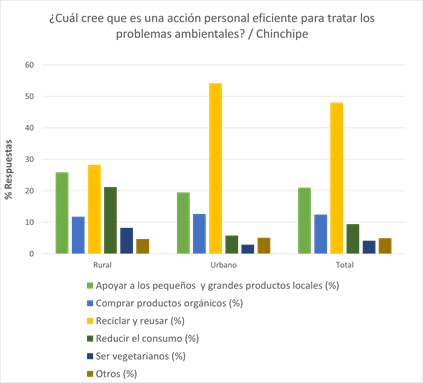 ¿Cuál cree que es una acción personal eficiente para tratar los
problemas ambientales? / Chinchipe
60
50
40
30
20
10
0
% Respuestas
Rural Urbano Total
Apoyar a los pequeños y grandes productos locales (%)
Comprar productos orgánicos (%)
Reciclar y reusar (%)
Reducir el consumo (%)
Ser vegetarianos (%)
Otros (%)